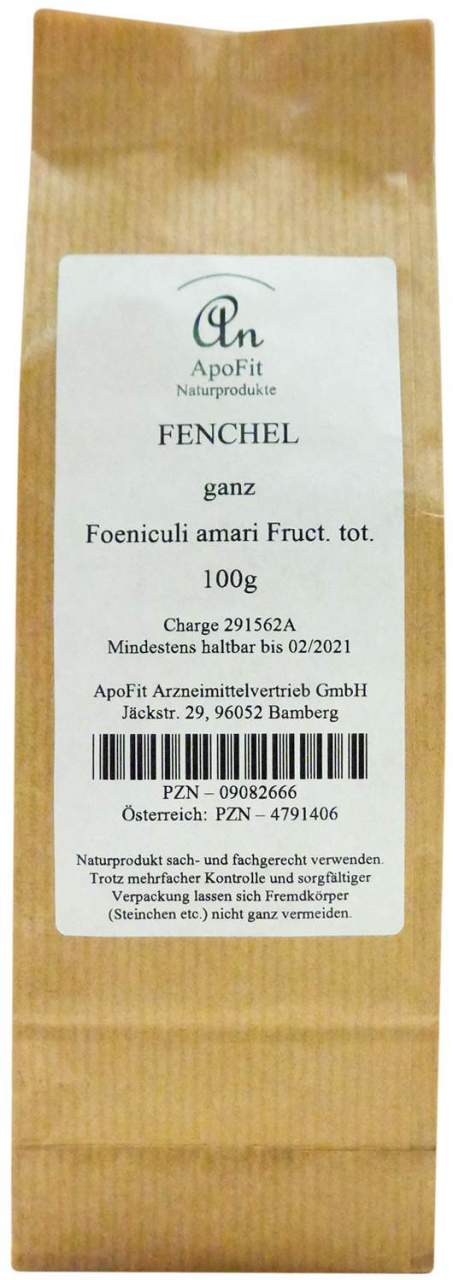 An
ApoFit
Naturprodukte
FENCHEL
ganz
Foeniculi amari Fruct. tot.
100g
Charge 291562A
Mindestens haltbar bis 02/2021
ApoFit Arzneimittelvertrieb GmbH
Jäckstr. 29, 96052 Bamberg
PZN – 09082666
Österreich: PZN – 4791406
Naturprodukt sach- und fachgerecht verwenden.
Trotz mehrfacher Kontrolle und sorgfältiger
Verpackung lassen sich Fremdkörper
(Steinchen etc.) nicht ganz vermeiden.